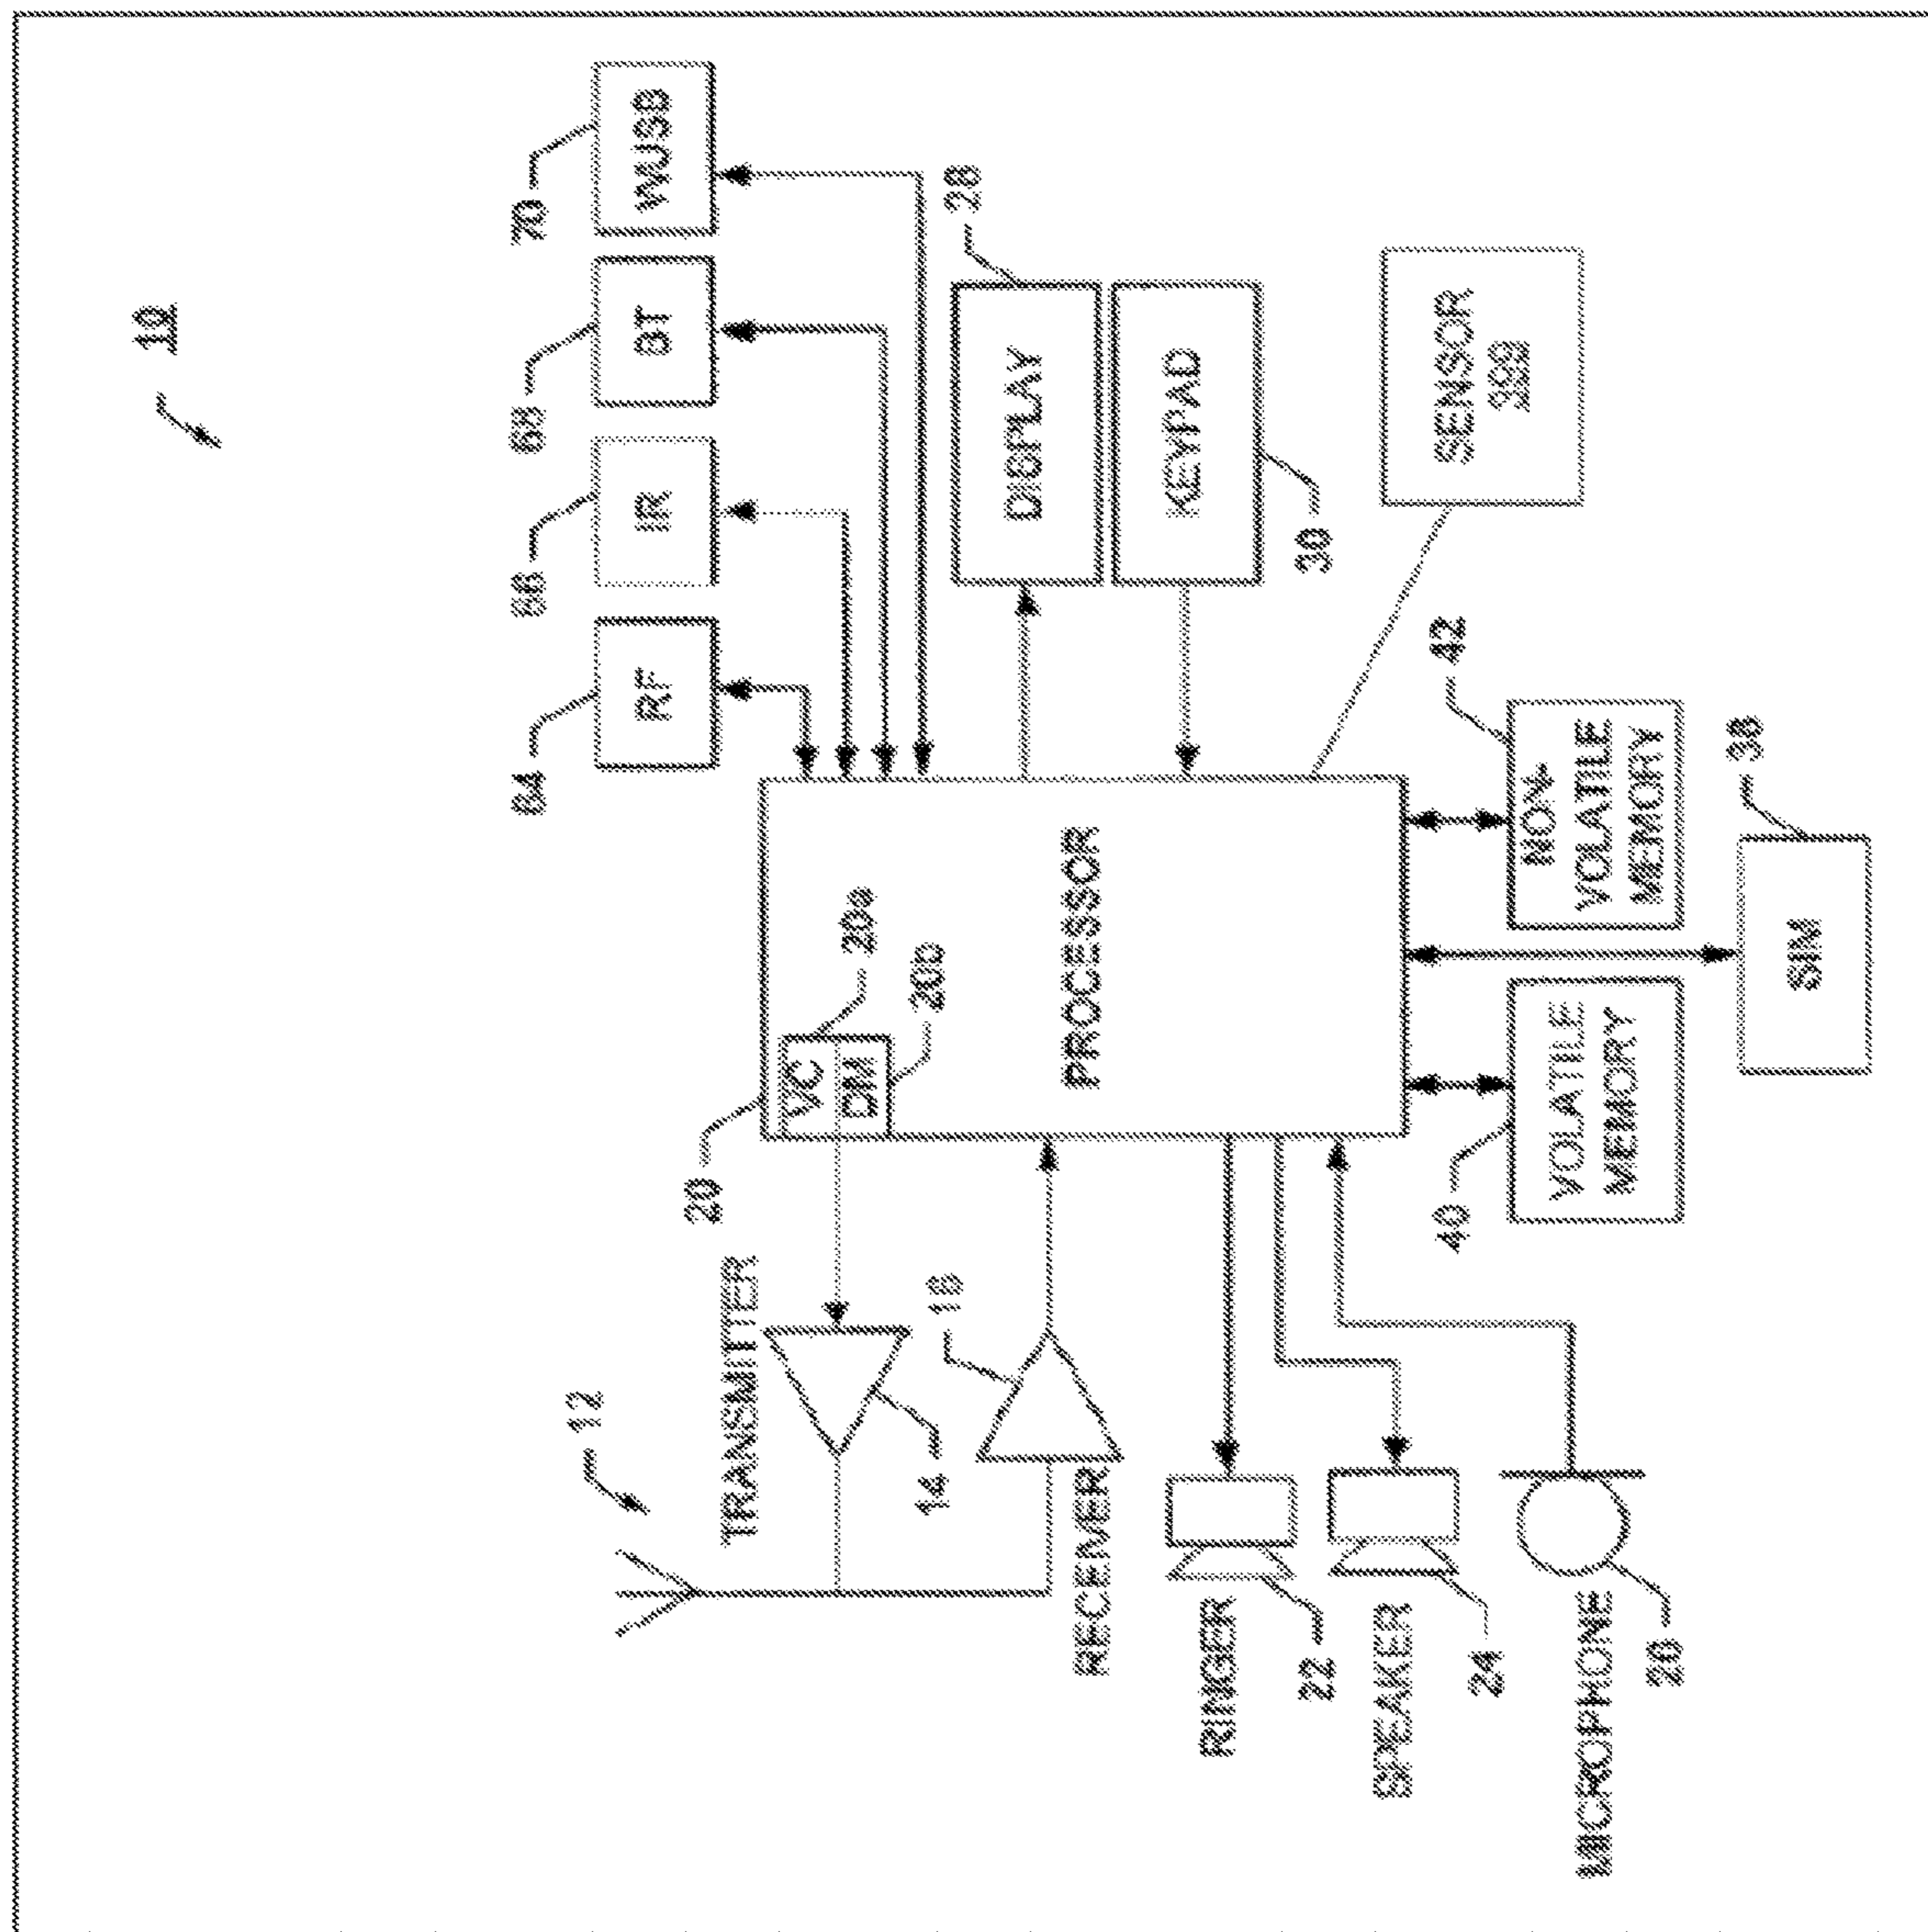 10
70
68
66
64
WUSB
BT
IR
RF
12
TRANSMITTER
14
RECEIVER
20
VC
DM
20a
20b
PROCESSOR
28
DISPLAY
KEYPAD
30
RINGER
22
SPEAKER
24
MICROPHONE
SENSOR
40
VOLATILE
MEMORY
42
NON-
VOLATILE
MEMORY
SIM
38